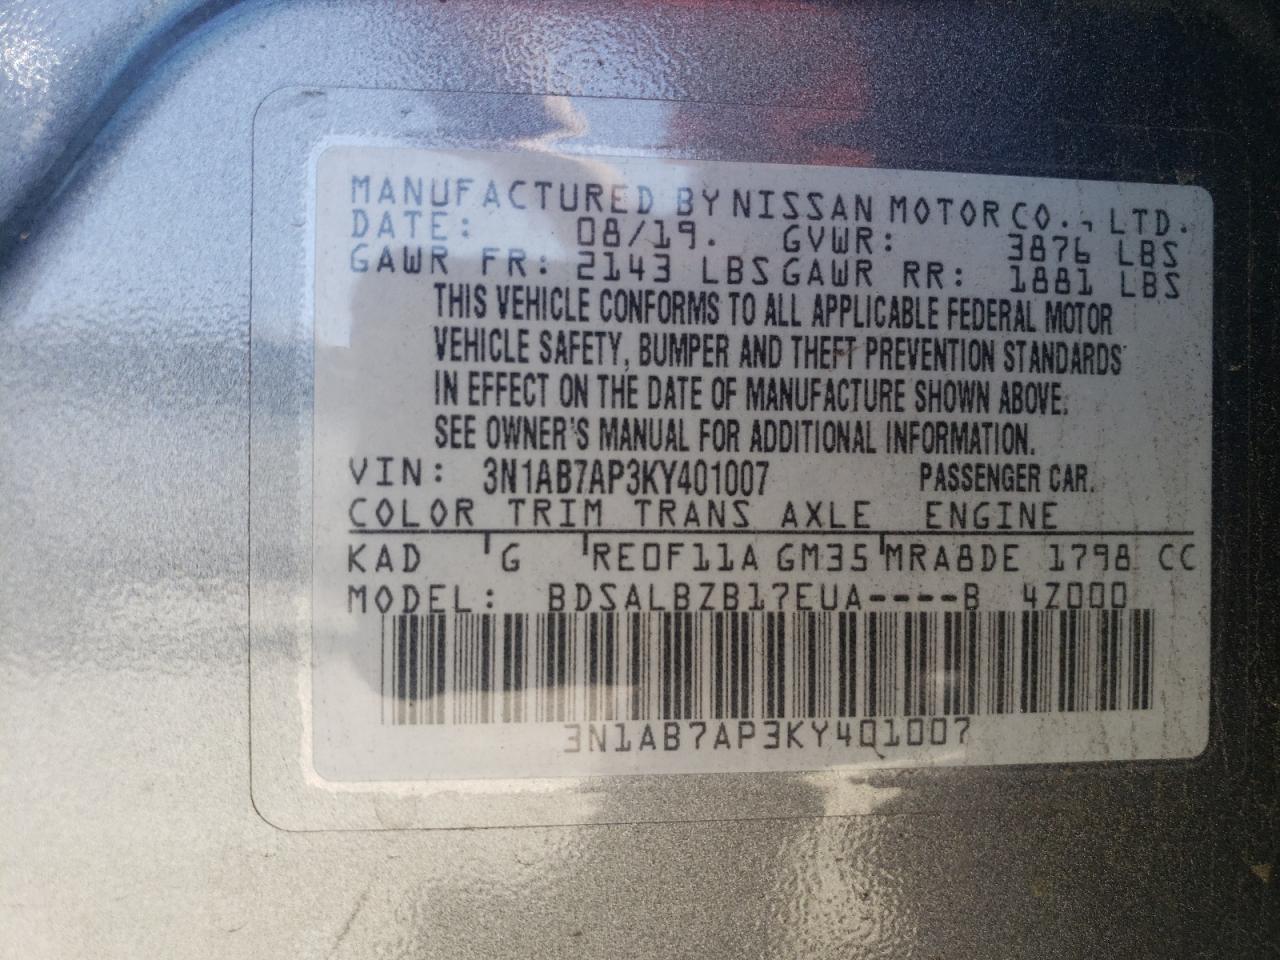 MANUFACTURED BY NISSAN MOTOR CO., LTD.
DATE: 08/19. GVWR: 3876 LBS
GAWR FR: 2143 LBS GAWR RR: 1881 LBS
THIS VEHICLE CONFORMS TO ALL APPLICABLE FEDERAL MOTOR
VEHICLE SAFETY, BUMPER AND THEFT PREVENTION STANDARDS
IN EFFECT ON THE DATE OF MANUFACTURE SHOWN ABOVE.
SEE OWNER'S MANUAL FOR ADDITIONAL INFORMATION.
VIN: 3N1AB7AP3KY401007 PASSENGER CAR.
COLOR TRIM TRANS AXLE ENGINE
KAD G RE0F11A GM35 MRA8DE 1798 CC
MODEL: BDSALBZB17EUA----B 4Z000
3N1AB7AP3KY401007